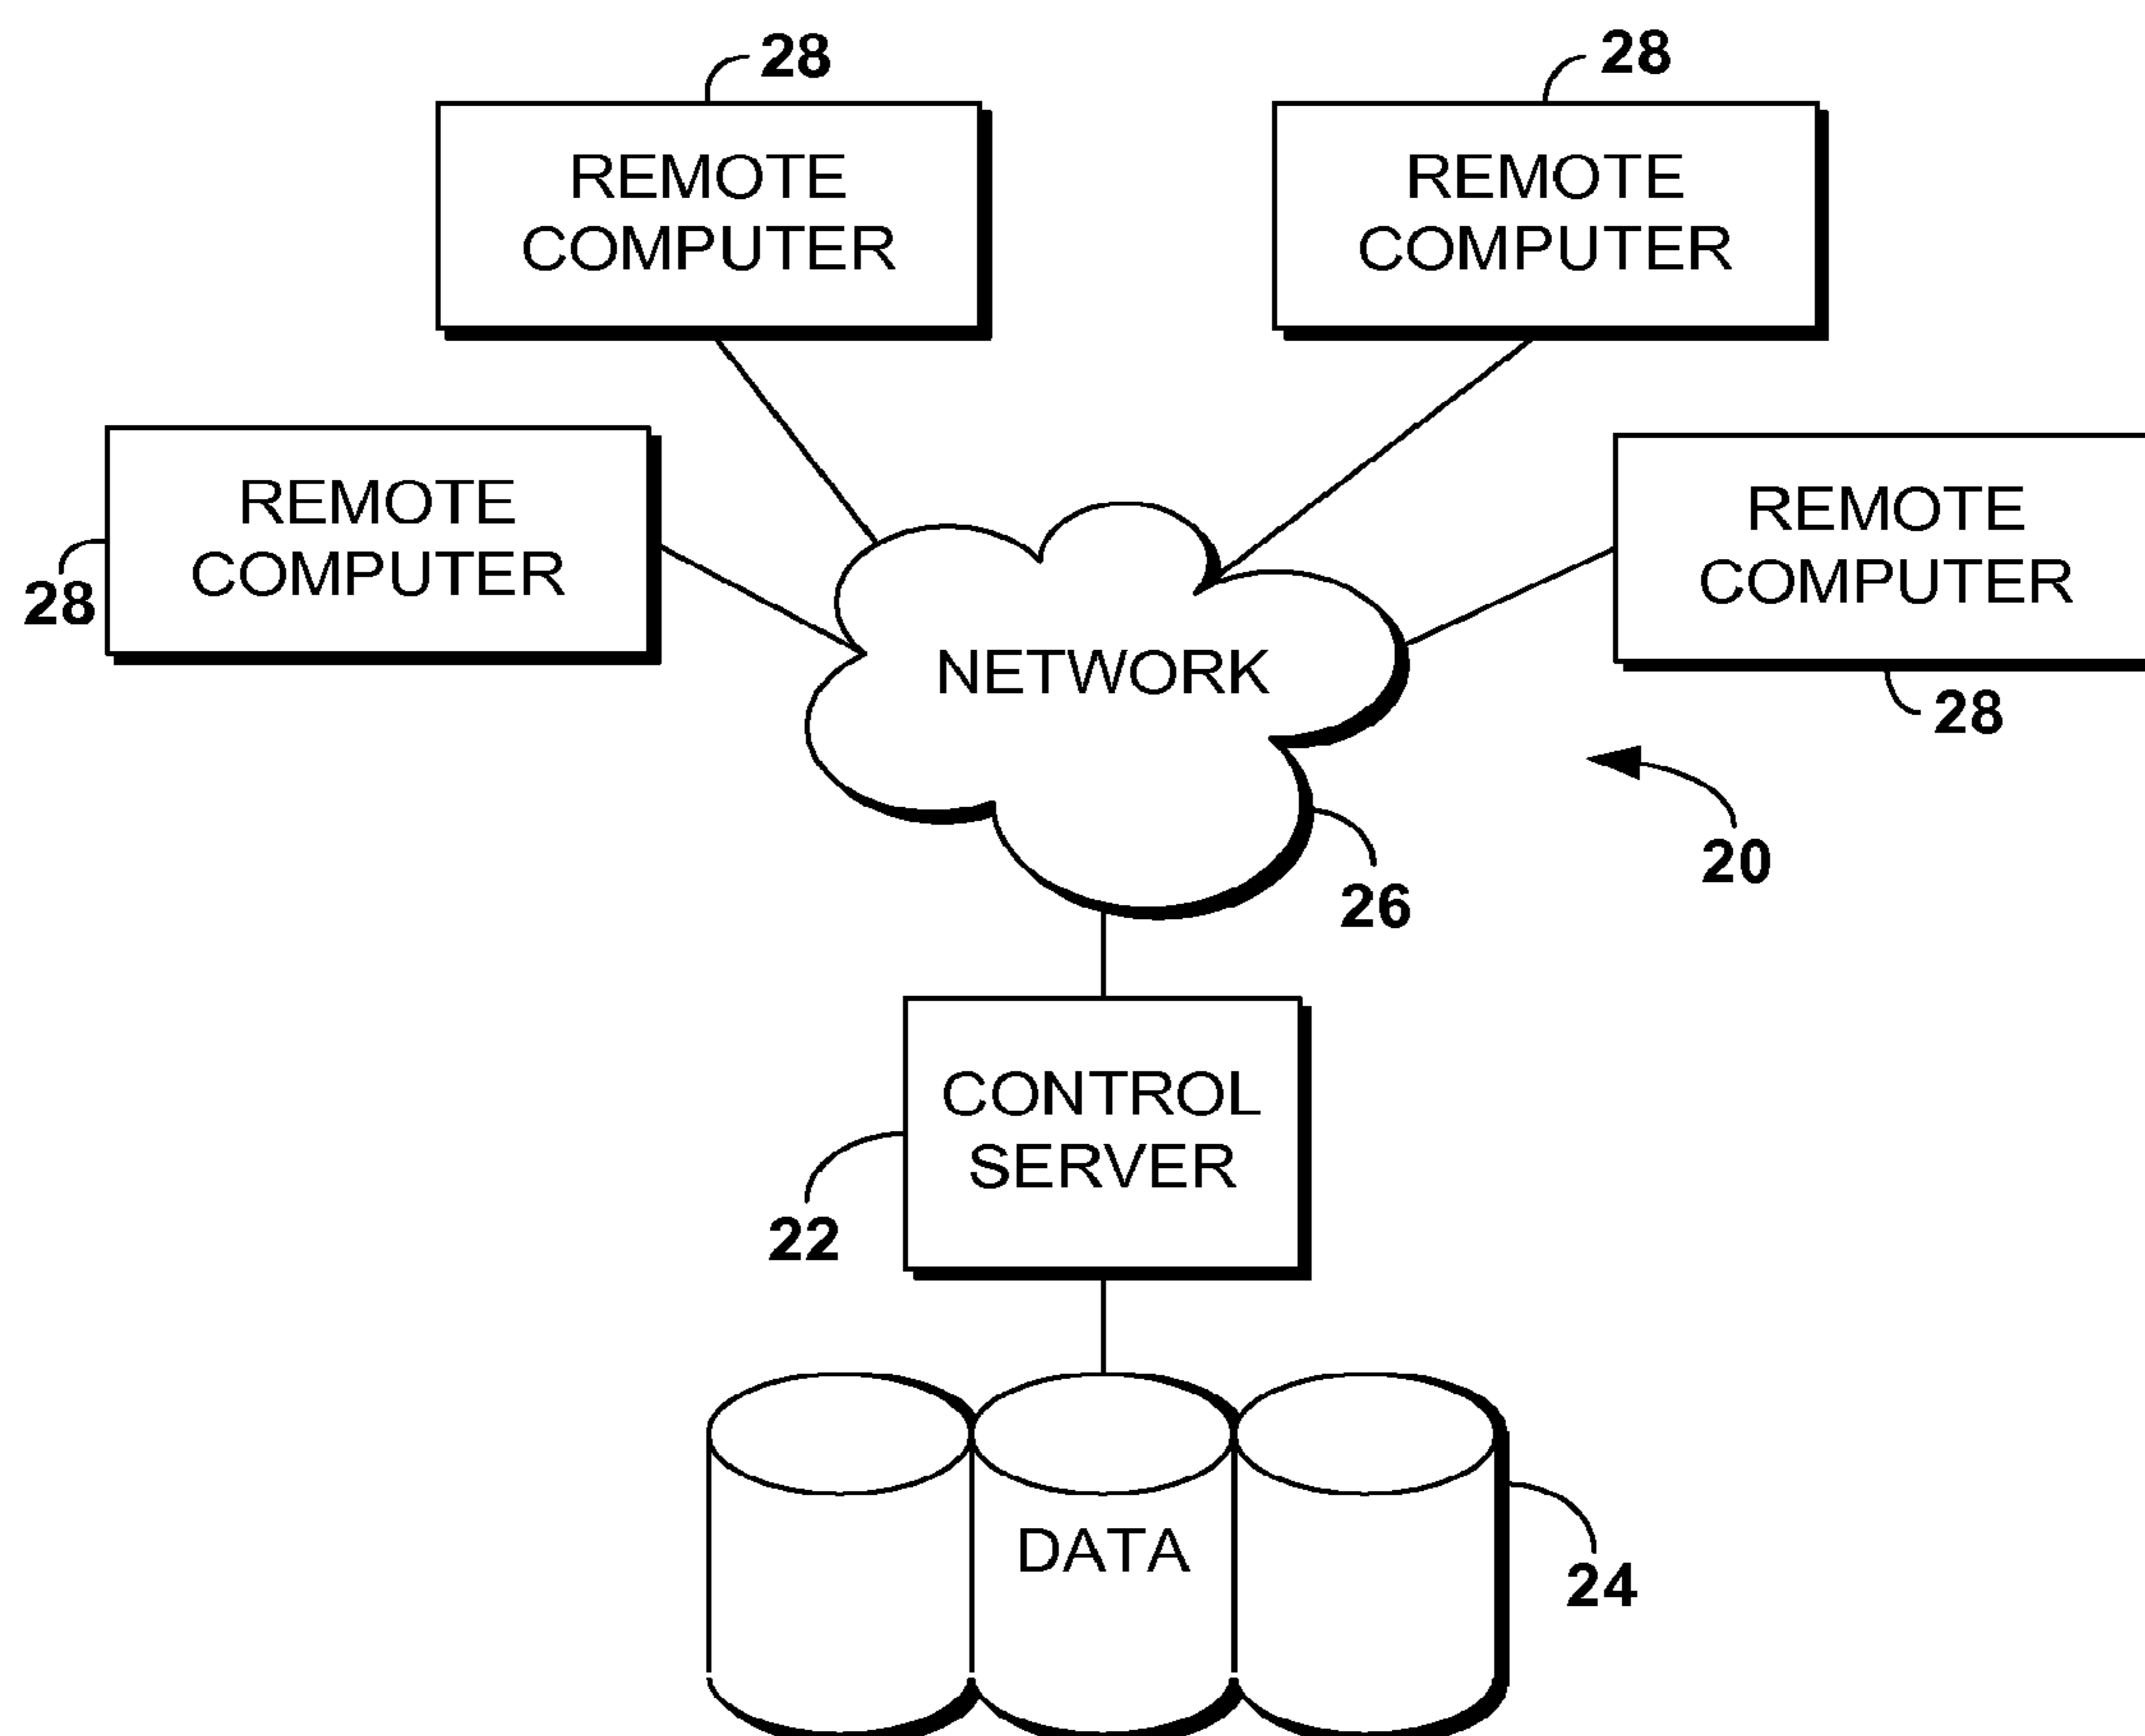 28
28
REMOTE
COMPUTER
REMOTE
COMPUTER
REMOTE
COMPUTER
28
REMOTE
COMPUTER
28
NETWORK
20
26
CONTROL
SERVER
22
DATA
24